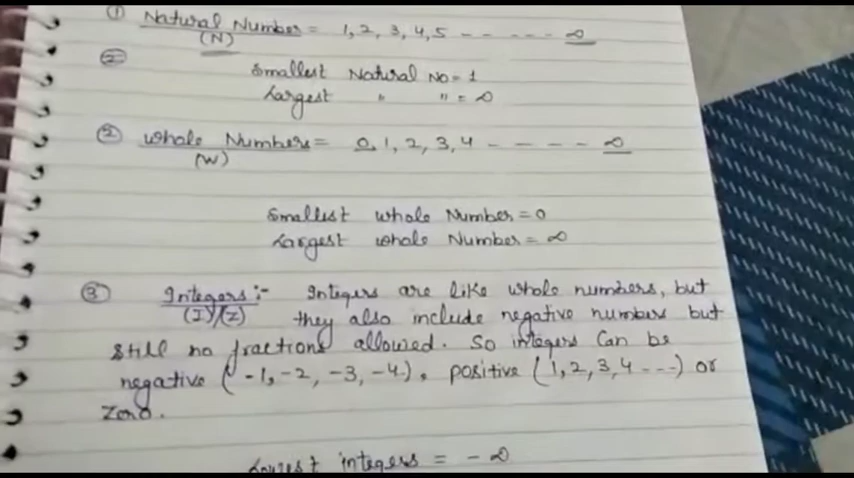 ① Natural Number = 1, 2, 3, 4, 5 - - - - - - ∞
(N)
② Smallest Natural No = 1
Largest " " = ∞
② Whole Numbers = 0, 1, 2, 3, 4 - - - - - ∞
(W)
Smallest whole Number = 0
Largest whole Number = ∞
③ Integers :- Integers are like whole numbers, but
(I)/(Z) they also include negative numbers but
still no fractions allowed. So integers Can be
negative (-1, -2, -3, -4), positive (1, 2, 3, 4 ---) or
Zero.
Lowest integers = - ∞